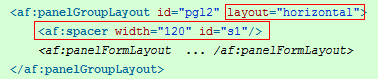 <af:panelGroupLayout id="pgl2" layout="horizontal">
<af:spacer width="120" id="s1"/>
<af:panelFormLayout ... /af:panelFormLayout>
</af:panelGroupLayout>